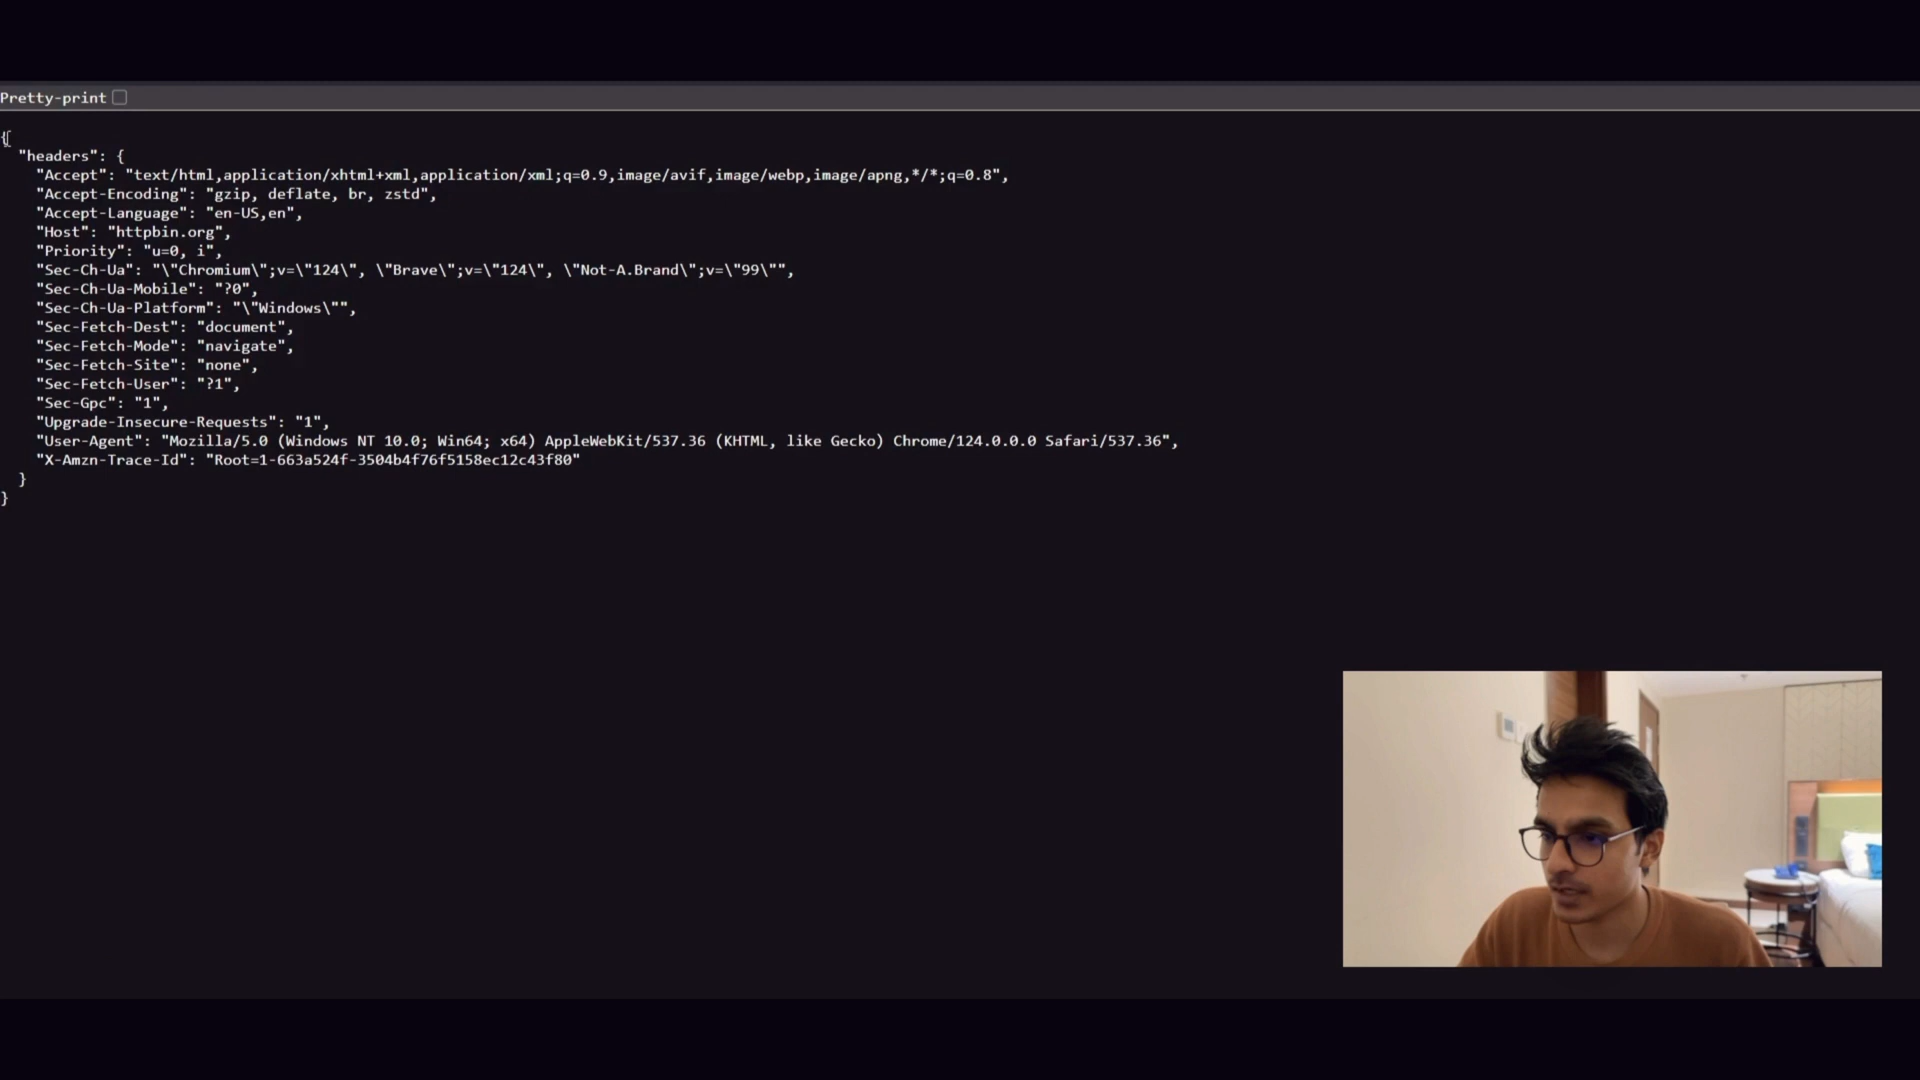 Pretty-print
{
"headers": {
"Accept": "text/html,application/xhtml+xml,application/xml;q=0.9,image/avif,image/webp,image/apng,*/*;q=0.8",
"Accept-Encoding": "gzip, deflate, br, zstd",
"Accept-Language": "en-US,en",
"Host": "httpbin.org",
"Priority": "u=0, i",
"Sec-Ch-Ua": "\"Chromium\";v=\"124\", \"Brave\";v=\"124\", \"Not-A.Brand\";v=\"99\"",
"Sec-Ch-Ua-Mobile": "?0",
"Sec-Ch-Ua-Platform": "\"Windows\"",
"Sec-Fetch-Dest": "document",
"Sec-Fetch-Mode": "navigate",
"Sec-Fetch-Site": "none",
"Sec-Fetch-User": "?1",
"Sec-Gpc": "1",
"Upgrade-Insecure-Requests": "1",
"User-Agent": "Mozilla/5.0 (Windows NT 10.0; Win64; x64) AppleWebKit/537.36 (KHTML, like Gecko) Chrome/124.0.0.0 Safari/537.36",
"X-Amzn-Trace-Id": "Root=1-663a524f-3504b4f76f5158ec12c43f80"
}
}